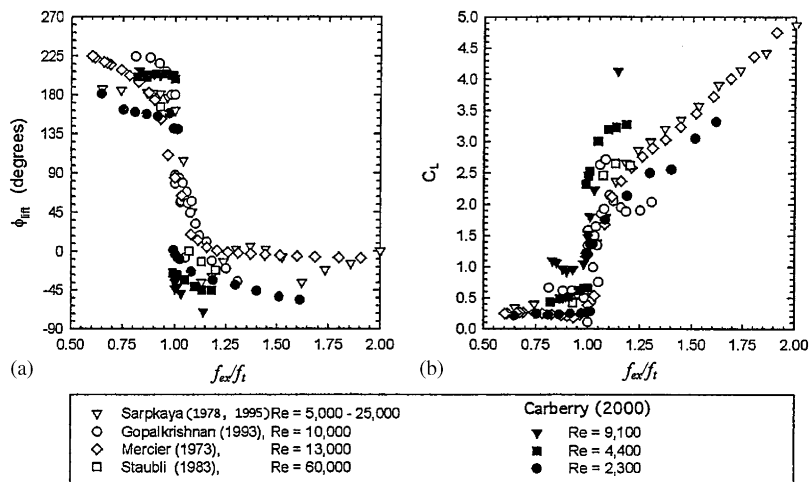 270
225
180
135
90
45
0
-45
-90
ϕlift (degrees)
0.50 0.75 1.00 1.25 1.50 1.75 2.00
(a)
fex/ft
5.0
4.5
4.0
3.5
3.0
2.5
2.0
1.5
1.0
0.5
0.0
CL
0.50 0.75 1.00 1.25 1.50 1.75 2.00
(b)
fex/ft
Sarpkaya (1978, 1995) Re = 5,000 - 25,000
Gopalkrishnan (1993), Re = 10,000
Mercier (1973), Re = 13,000
Staubli (1983), Re = 60,000
Carberry (2000)
Re = 9,100
Re = 4,400
Re = 2,300